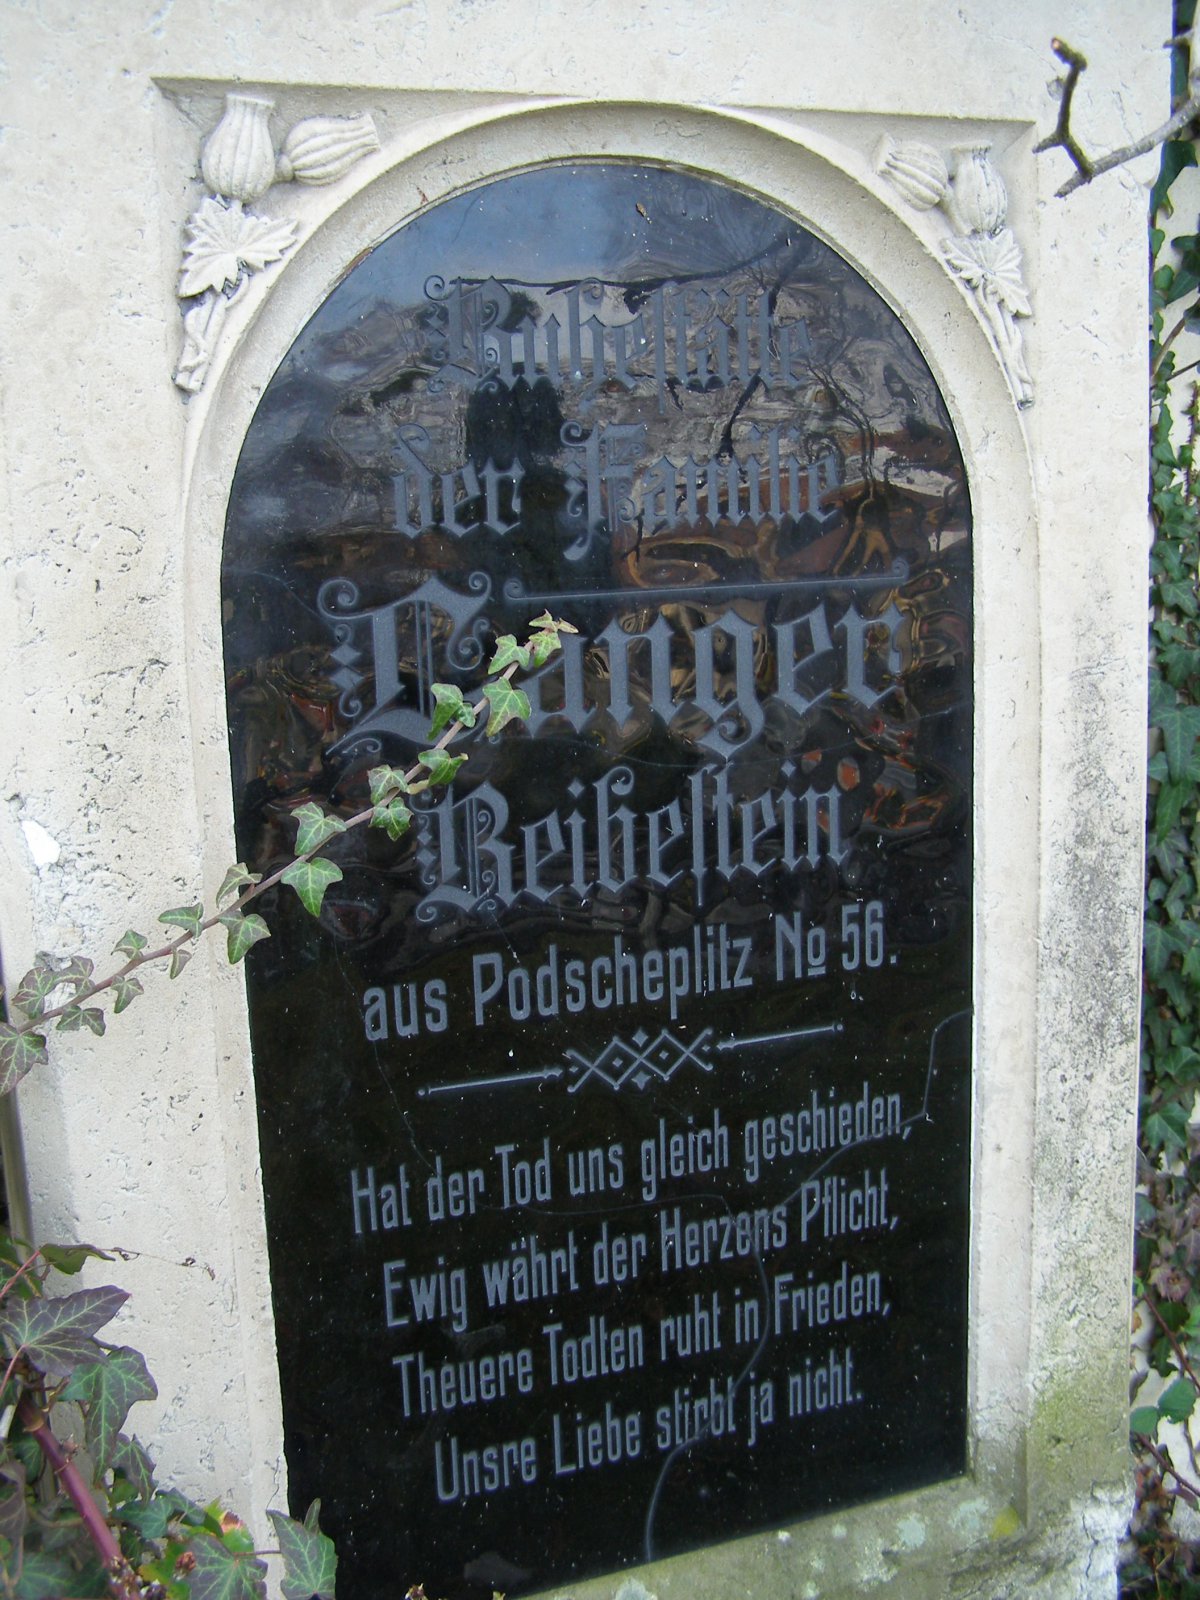 Ruhestätte
der Familie
Langer
Reibestein
aus Podscheplitz No 56.
Hat der Tod uns gleich geschieden,
Ewig währt der Herzens Pflicht,
Theuere Todten ruht in Frieden,
Unsre Liebe stirbt ja nicht.